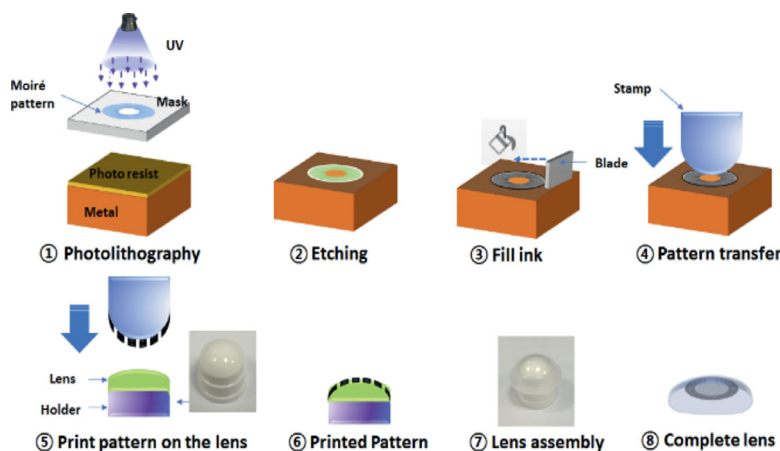 UV
Moiré
pattern
Mask
Photo resist
Metal
① Photolithography
② Etching
Blade
③ Fill ink
Stamp
④ Pattern transfer
Lens
Holder
⑤ Print pattern on the lens
⑥ Printed Pattern
⑦ Lens assembly
⑧ Complete lens